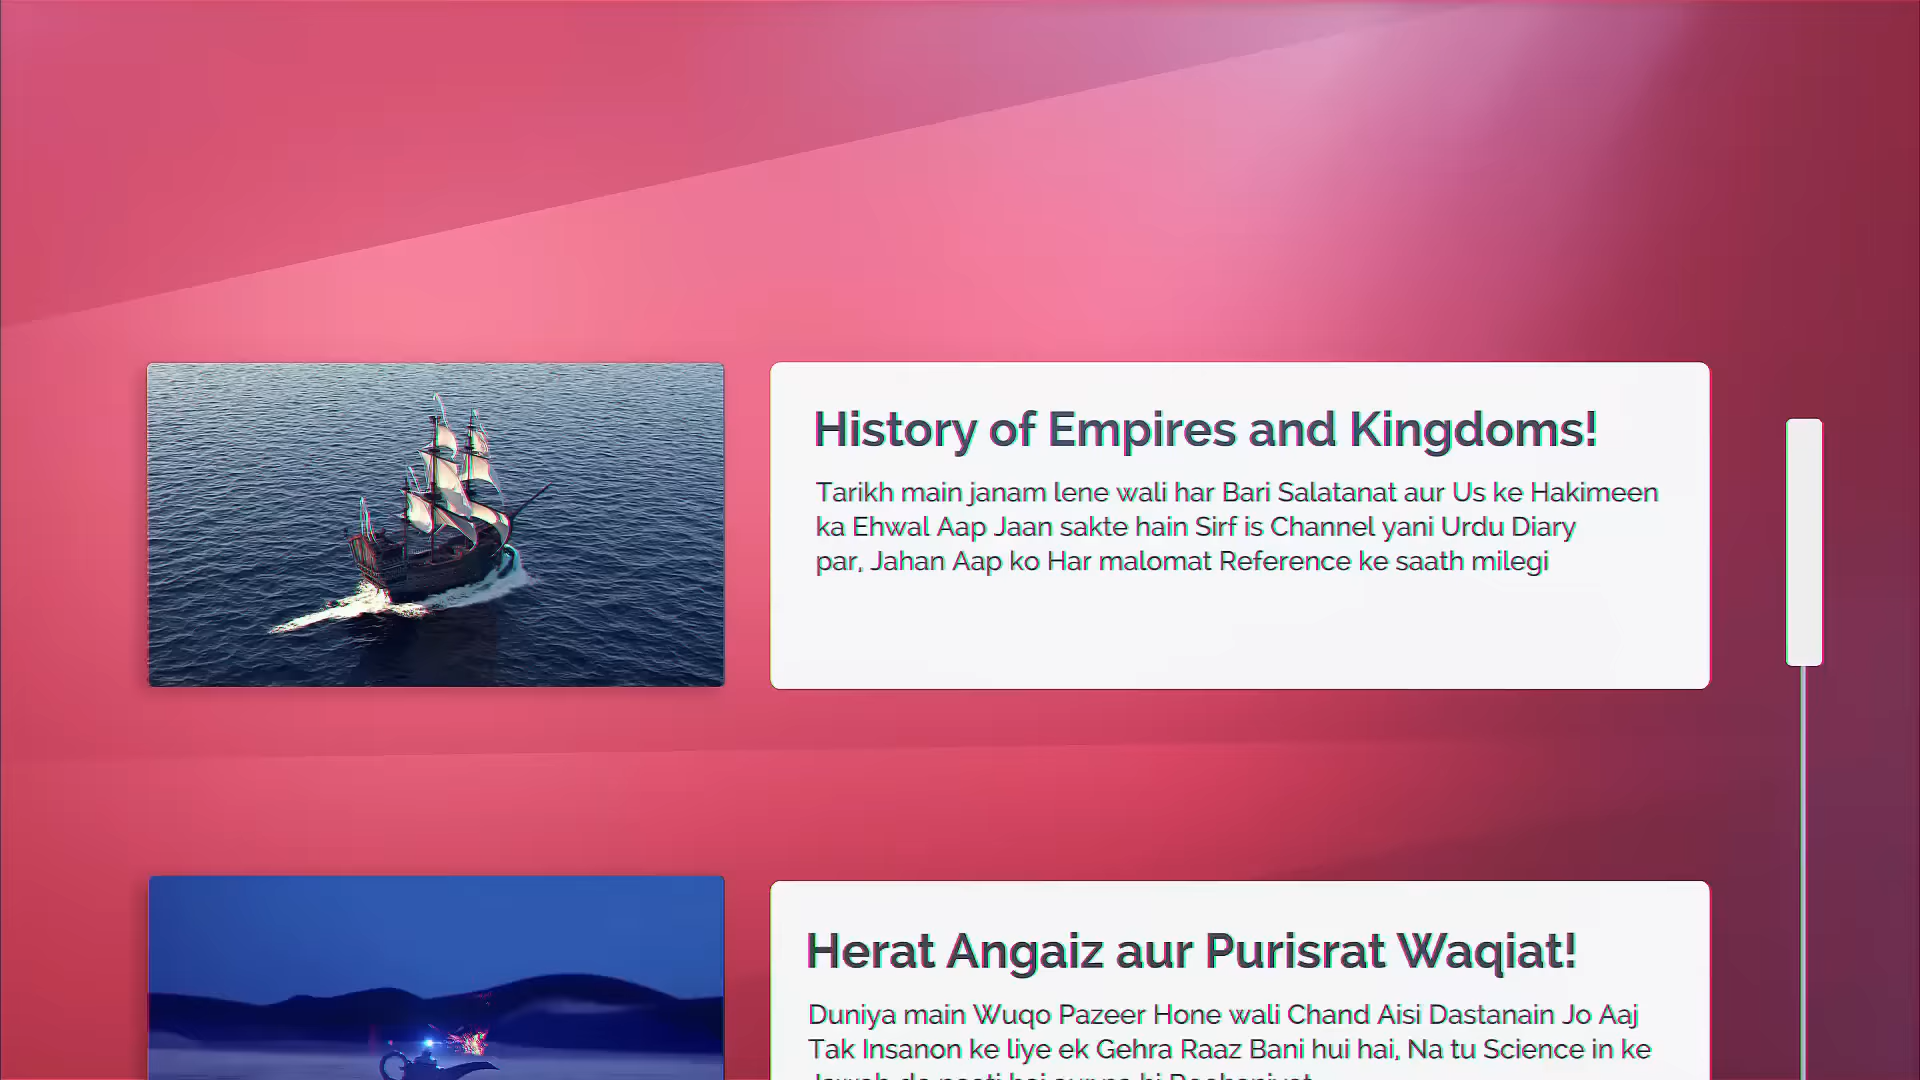 History of Empires and Kingdoms!
Tarikh main janam lene wali har Bari Salatanat aur Us ke Hakimeen
ka Ehwal Aap Jaan sakte hain Sirf is Channel yani Urdu Diary
par, Jahan Aap ko Har malomat Reference ke saath milegi
Herat Angaiz aur Purisrat Waqiat!
Duniya main Wuqo Pazeer Hone wali Chand Aisi Dastanain Jo Aaj
Tak Insanon ke liye ek Gehra Raaz Bani hui hai, Na tu Science in ke